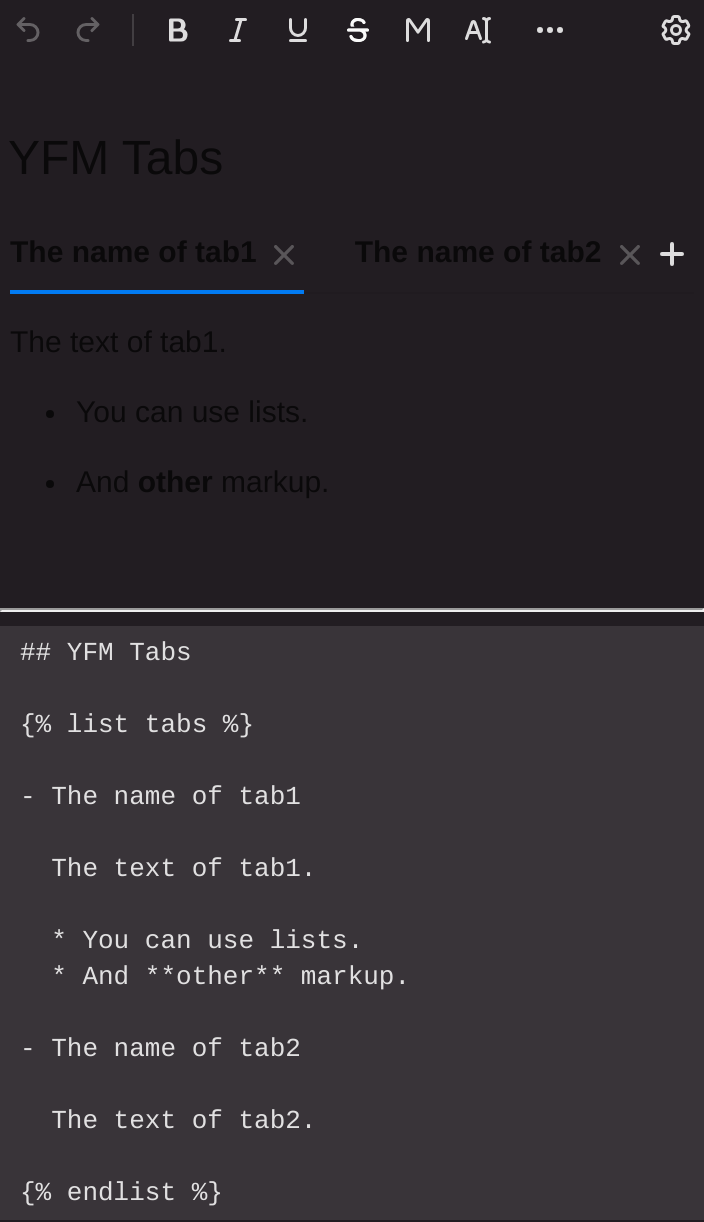 B I U S M AI
YFM Tabs
The name of tab1 The name of tab2
The text of tab1.
• You can use lists.
• And other markup.
## YFM Tabs
{% list tabs %}
- The name of tab1
The text of tab1.
* You can use lists.
* And **other** markup.
- The name of tab2
The text of tab2.
{% endlist %}